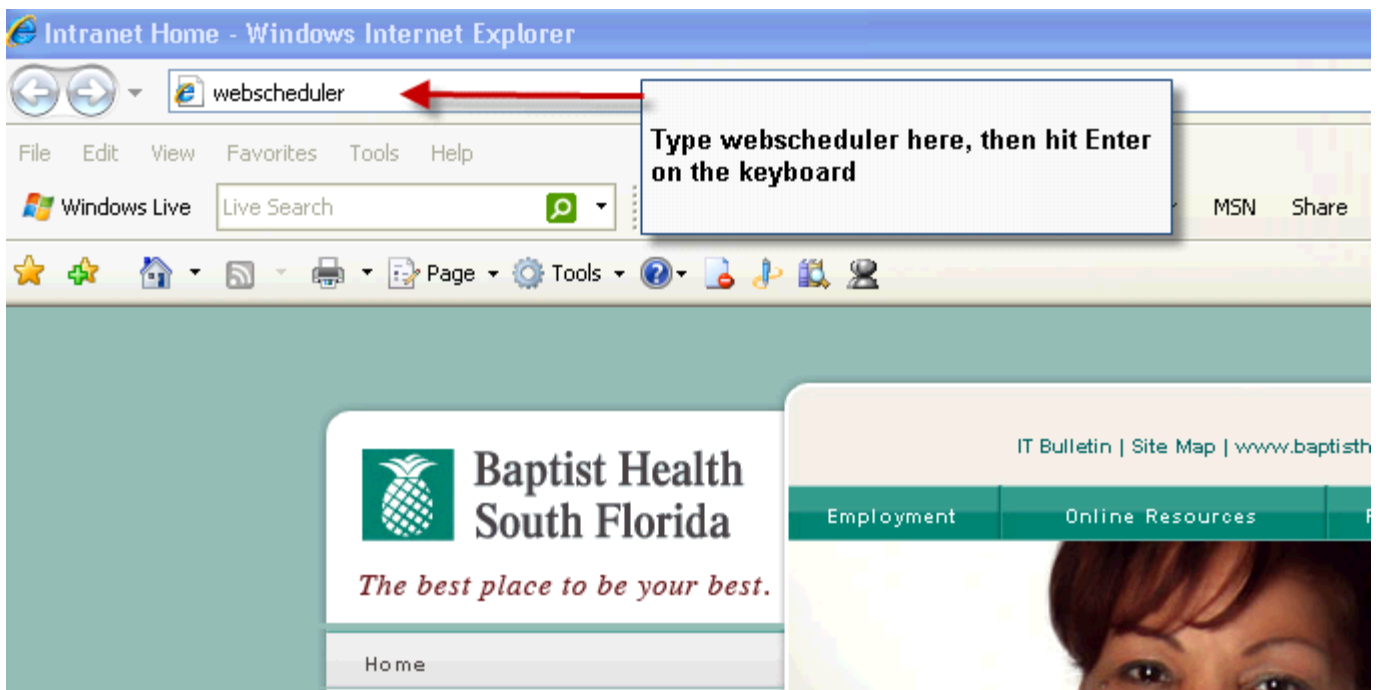 Intranet Home - Windows Internet Explorer
webscheduler
Type webscheduler here, then hit Enter
on the keyboard
File Edit View Favorites Tools Help
Windows Live Live Search MSN Share
Page Tools
IT Bulletin | Site Map | www.baptisth
Baptist Health
South Florida
Employment Online Resources
The best place to be your best.
Home